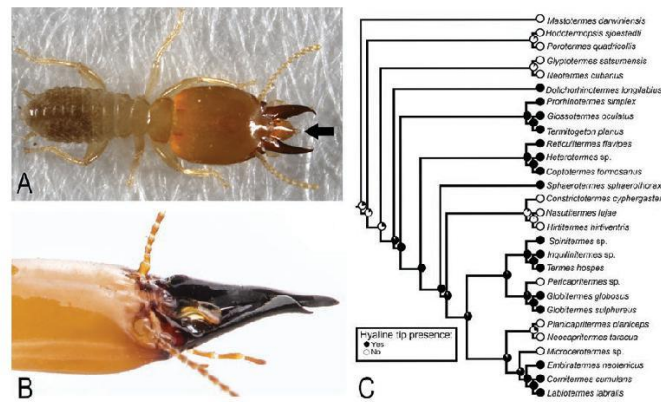 A
B
C
Mastotermes darwiniensis
Hodotermopsis sjoestedti
Porotermes quadricollis
Glyptotermes satsumensis
Neotermes cubanus
Dolichorhinotermes longilabius
Prorhinotermes simplex
Glossotermes oculatus
Termitogeton planus
Reticulitermes flavipes
Heterotermes sp.
Coptotermes formosanus
Sphaerotermes sphaerothorax
Constrictotermes cyphergaster
Nasutitermes lujae
Hirtitermes hirtiventris
Spinitermes sp.
Inquilinitermes sp.
Termes hospes
Pericapritermes sp.
Globitermes globosus
Globitermes sulphureus
Planicapritermes planiceps
Neocapritermes taracua
Microcerotermes sp.
Embiratermes neotenicus
Cornitermes cumulans
Labiotermes labralis
Hyaline tip presence:
Yes
No